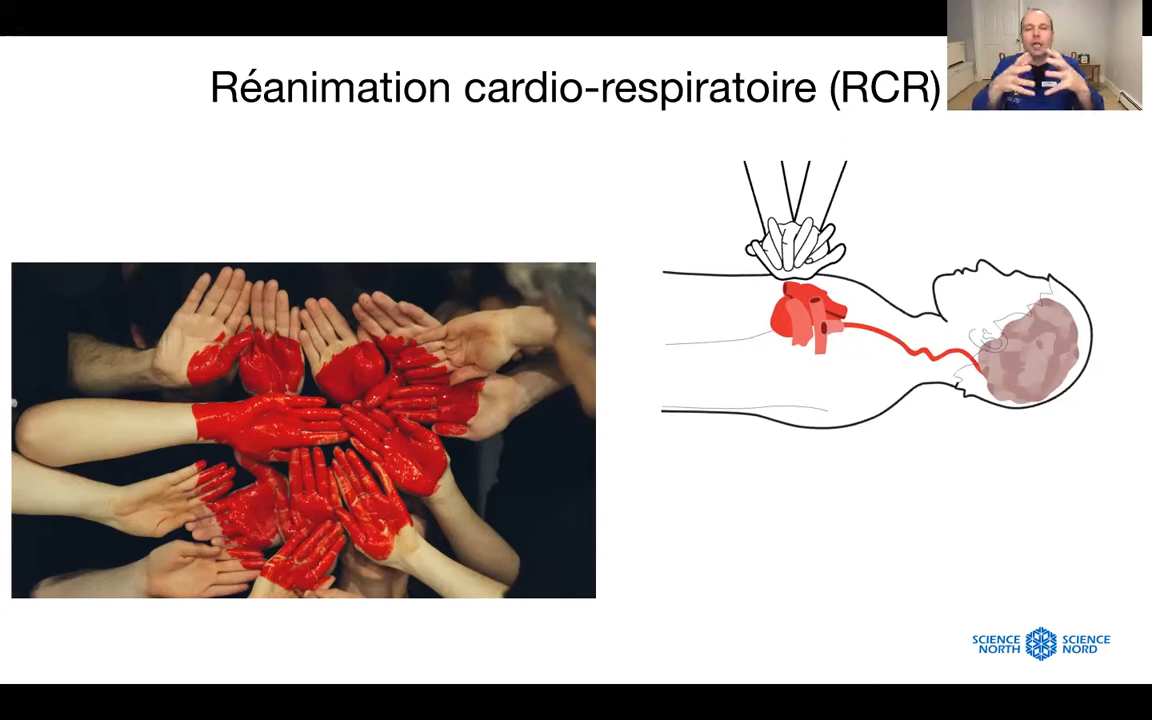 Réanimation cardio-respiratoire (RCR)
SCIENCE NORTH
SCIENCE NORD